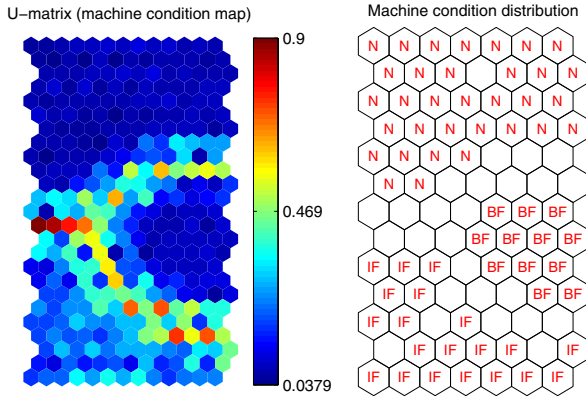 U−matrix (machine condition map)
0.9
0.469
0.0379
Machine condition distribution
N N N N N N N
N N N N N N
N N N N N N N
N N N N N N N
N N N N
N N
BF BF BF
BF BF BF BF
IF IF IF BF BF BF
IF IF IF BF BF
IF IF IF
IF IF IF IF IF
IF IF IF IF IF IF IF